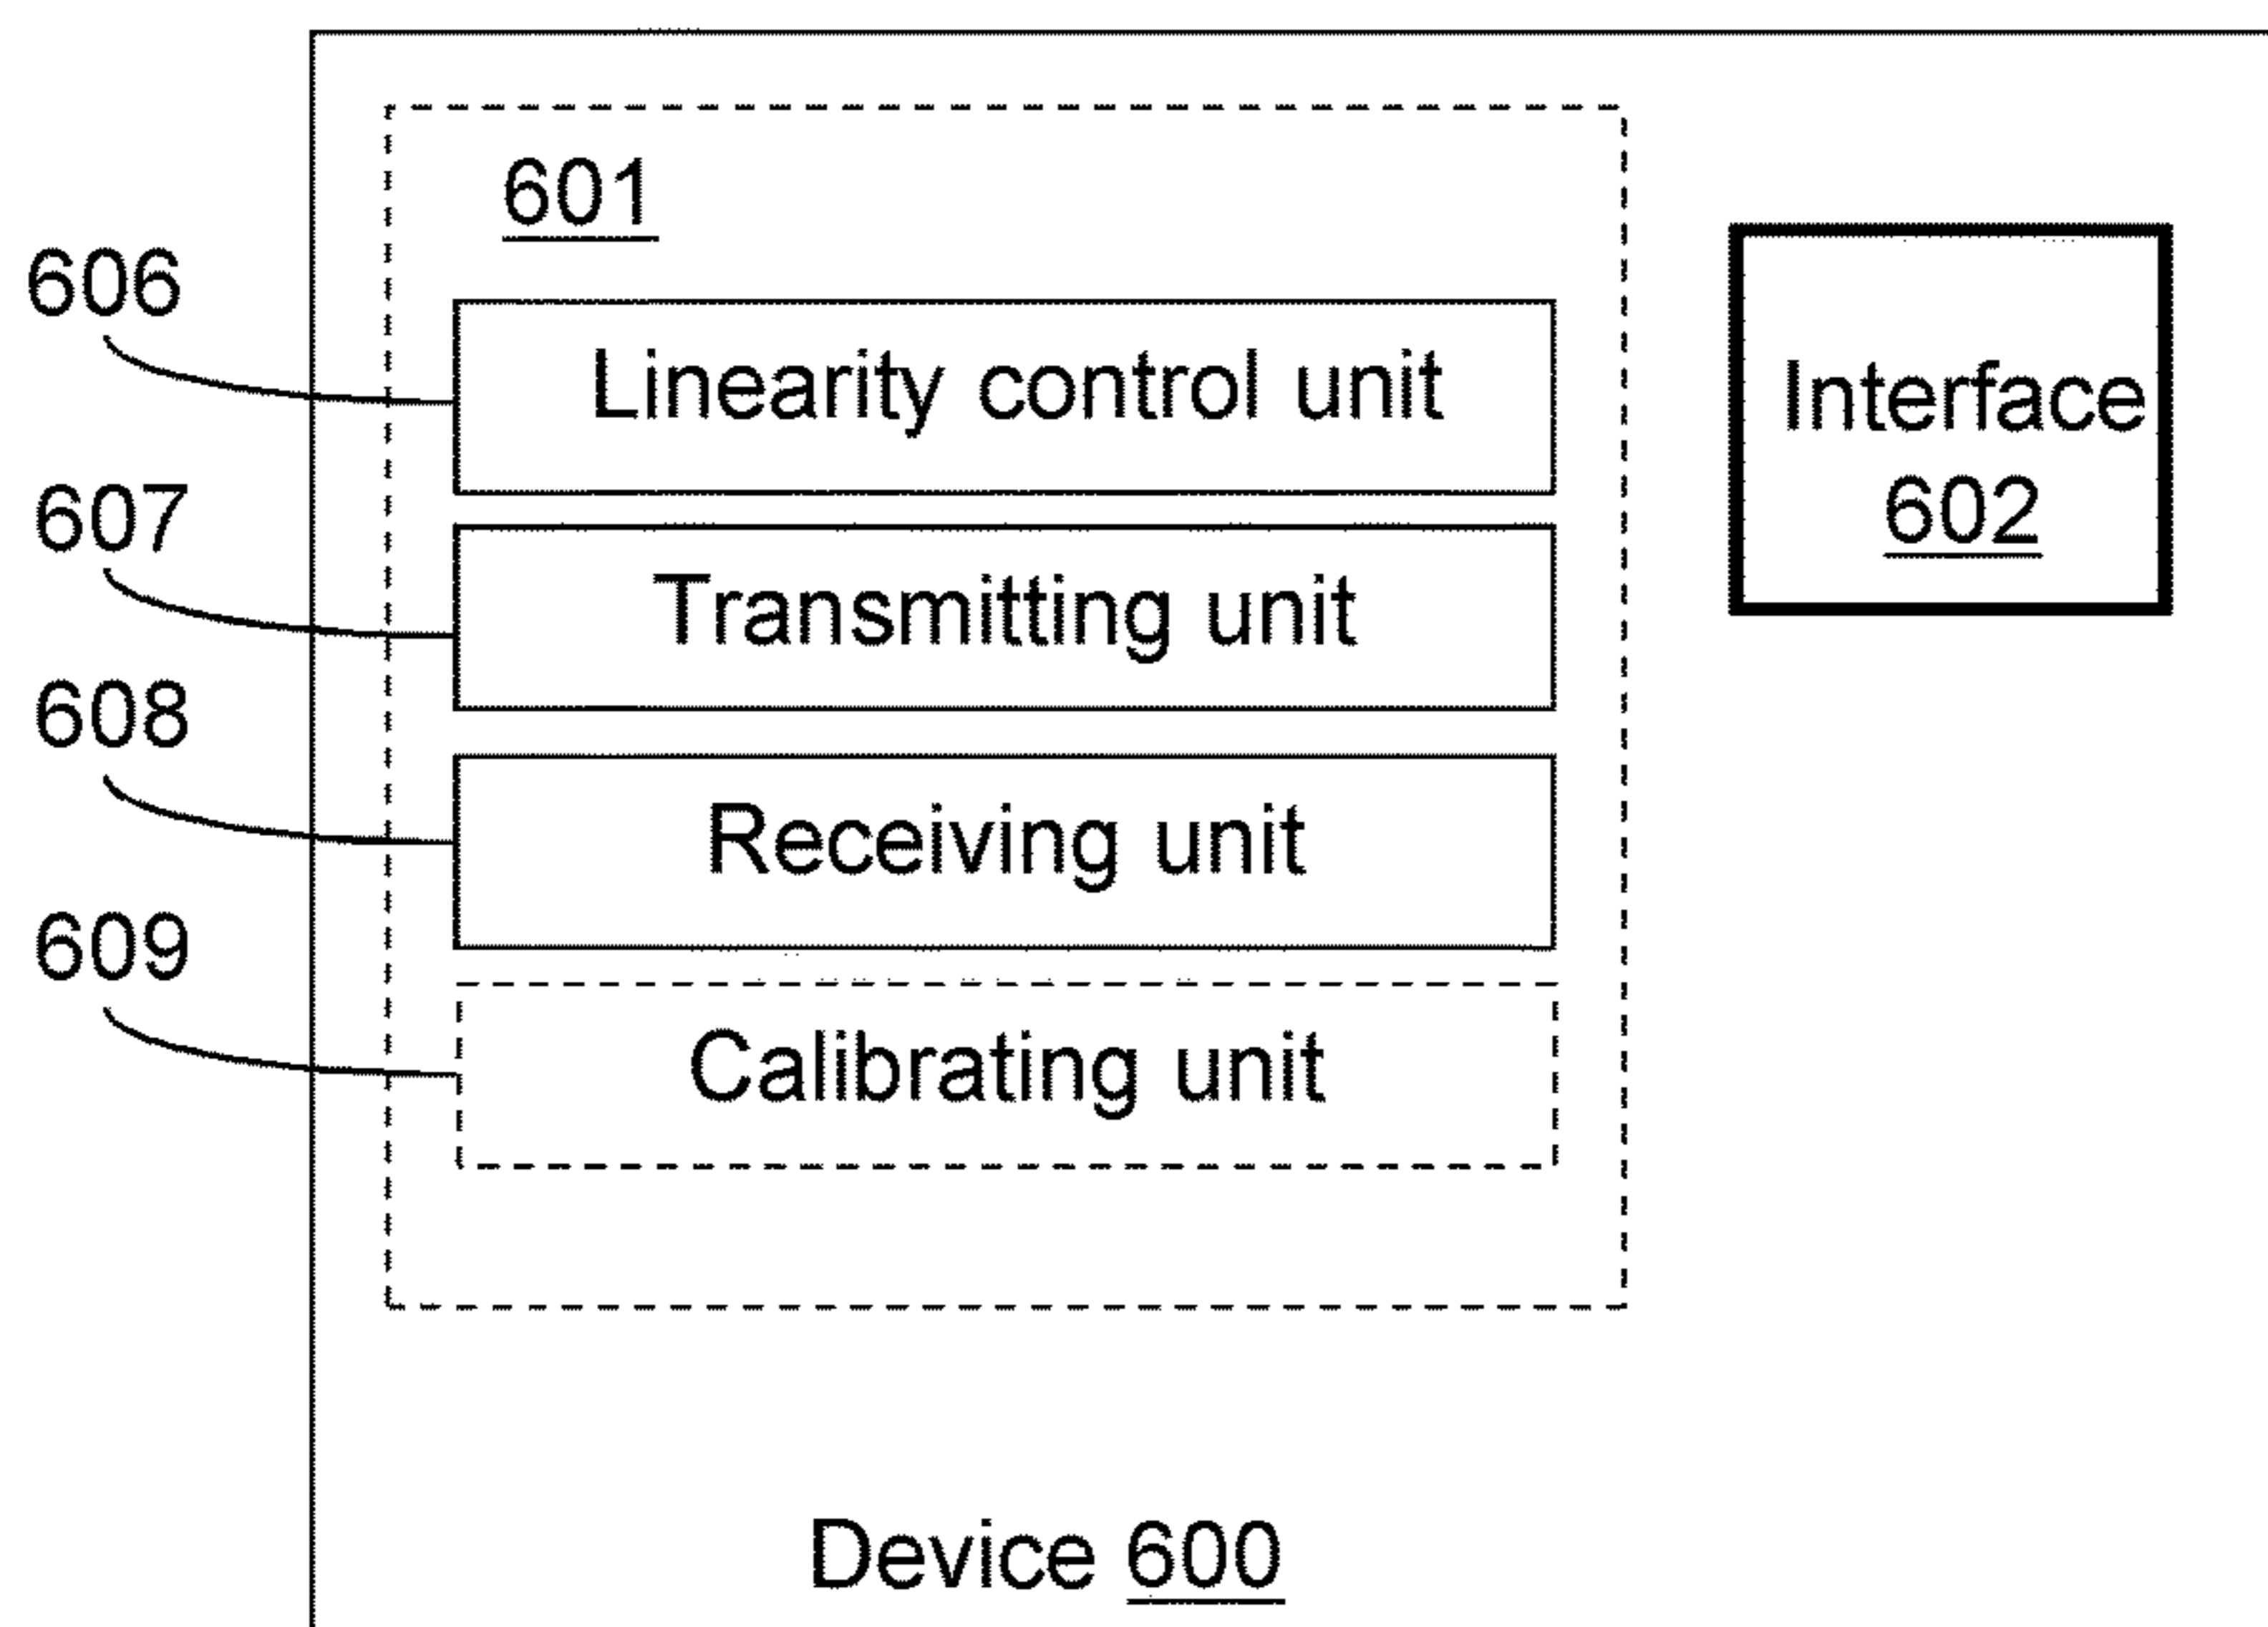 601
606
Linearity control unit
Interface
602
607
Transmitting unit
608
Receiving unit
609
Calibrating unit
Device 600